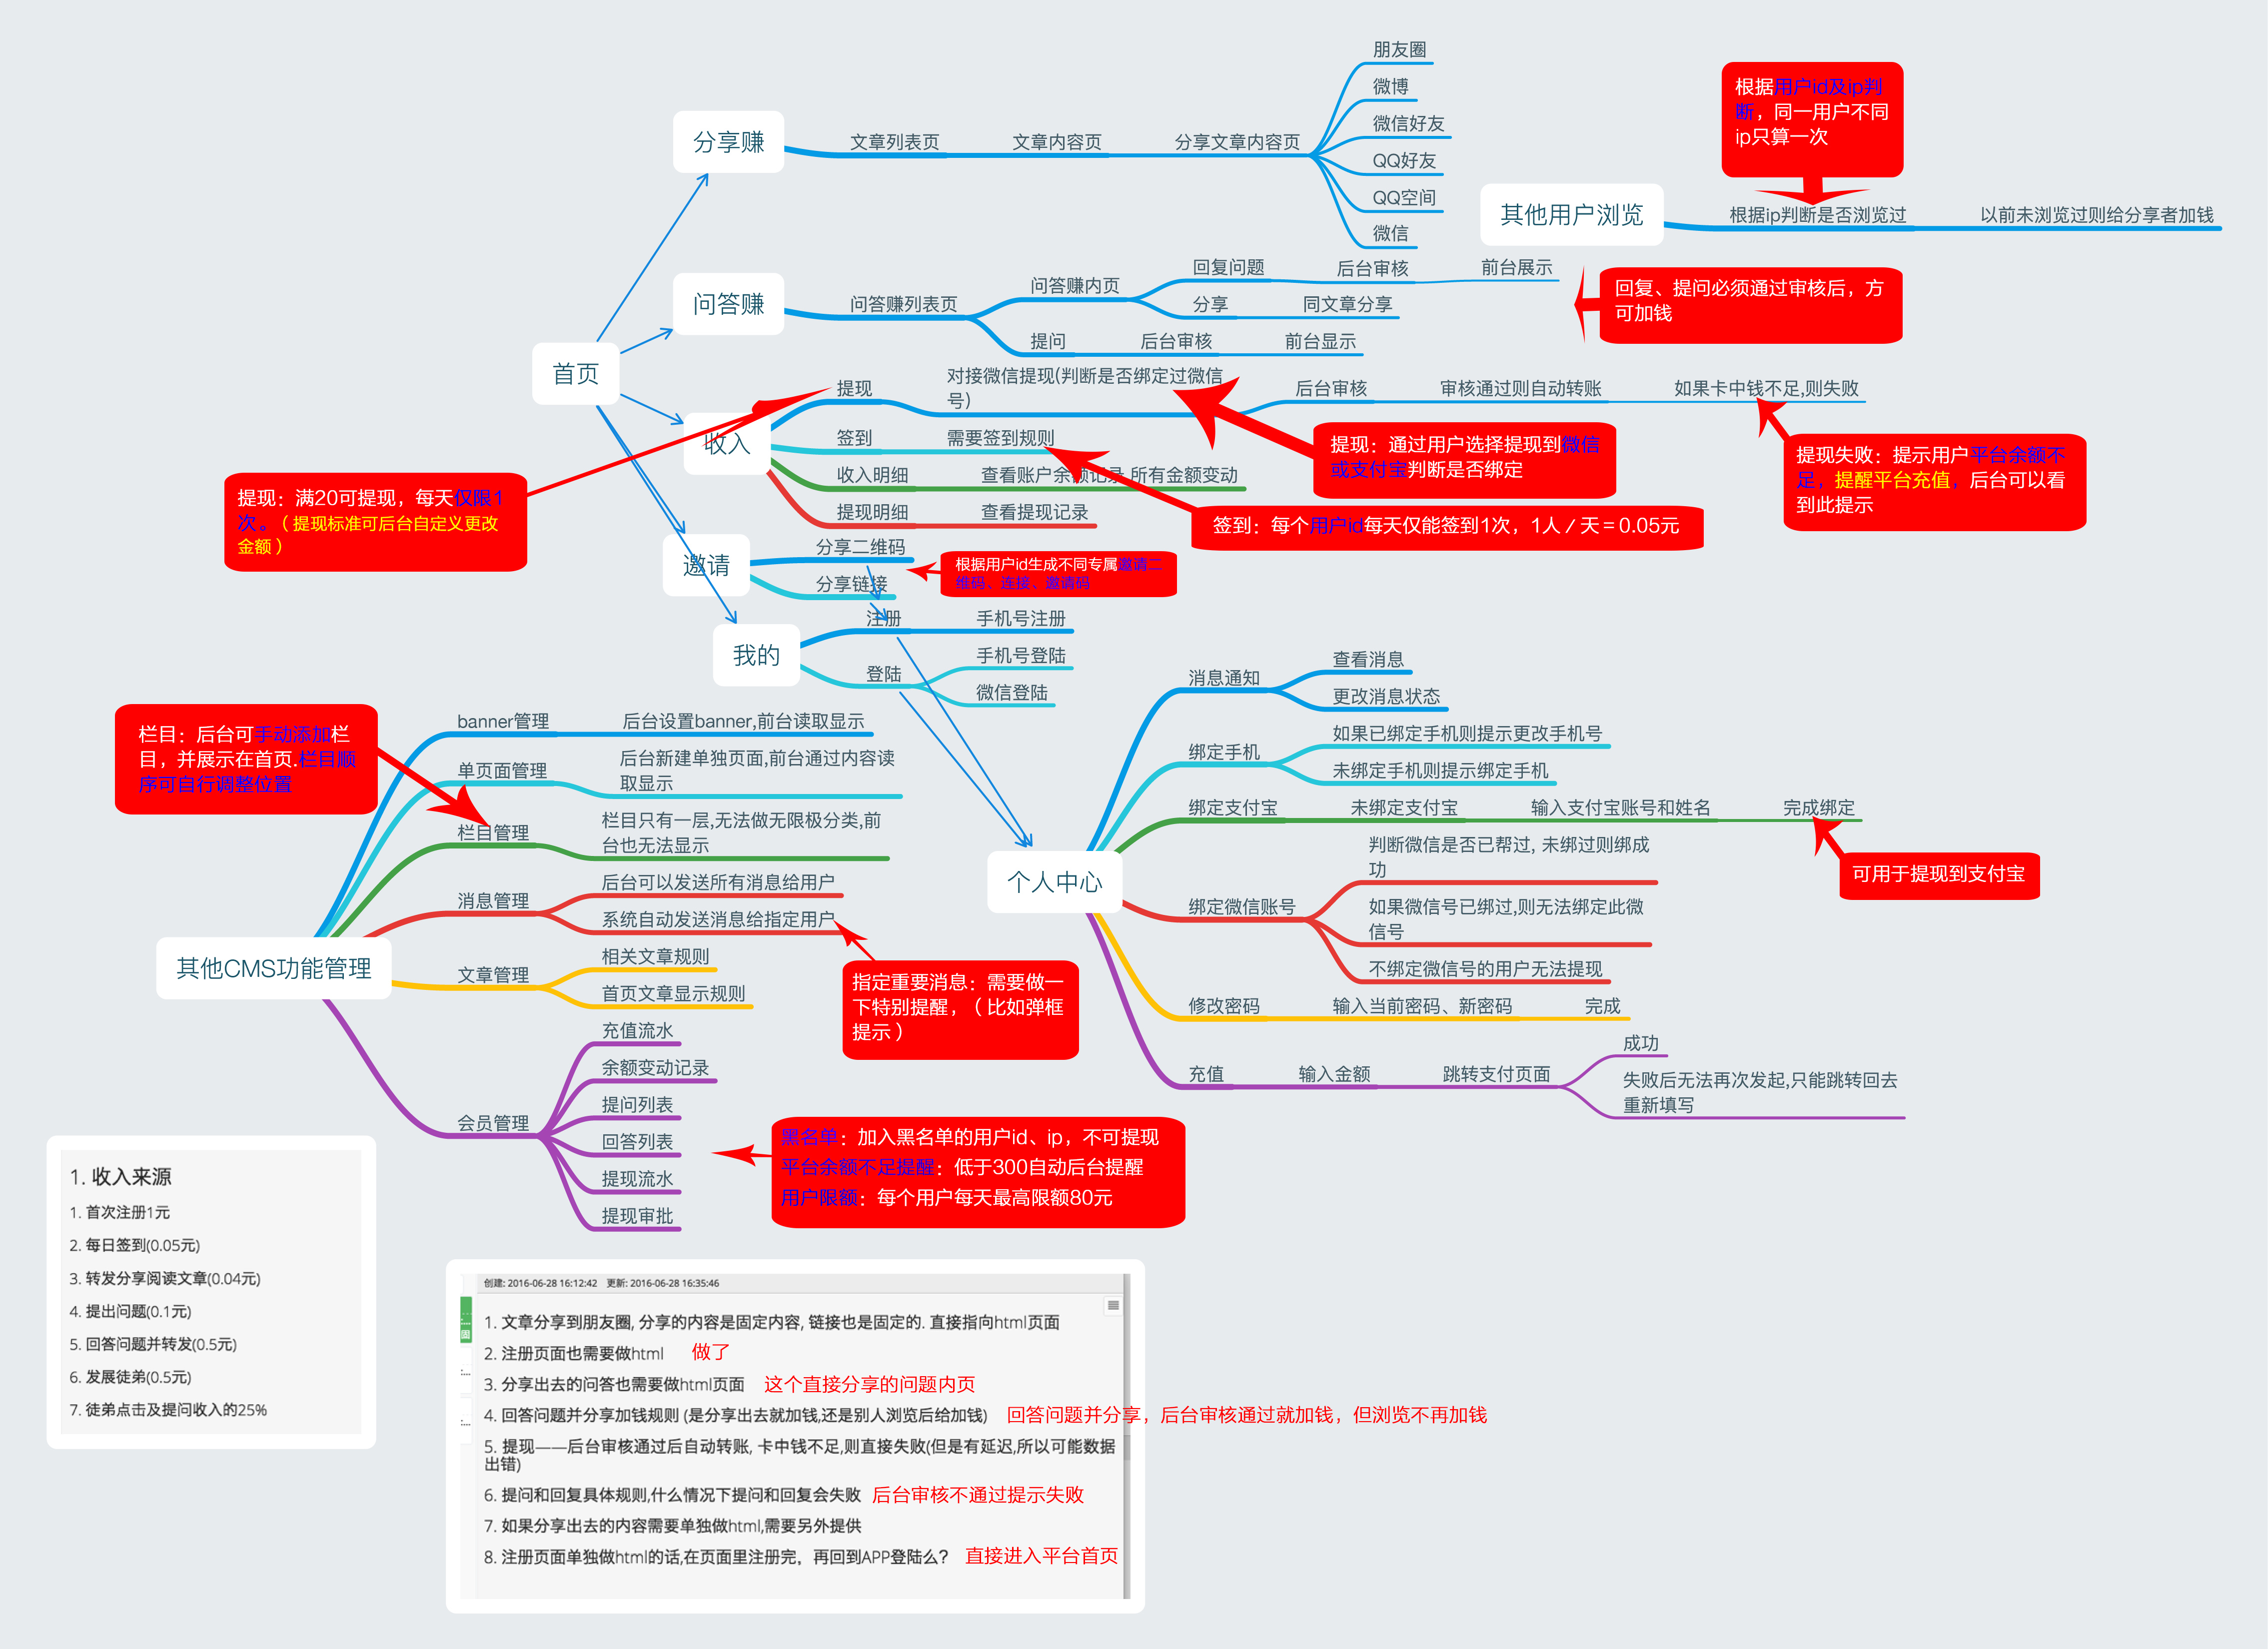 朋友圈
微博
微信好友
QQ好友
QQ空间
微信
分享赚
文章列表页
文章内容页
分享文章内容页
根据用户id及ip判
断，同一用户不同
ip只算一次
其他用户浏览
根据ip判断是否浏览过
以前未浏览过则给分享者加钱
问答赚
问答赚列表页
问答赚内页
回复问题
后台审核
前台展示
分享
同文章分享
提问
后台审核
前台显示
回复、提问必须通过审核后，方
可加钱
首页
收入
提现
对接微信提现(判断是否绑定过微信
号)
后台审核
审核通过则自动转账
如果卡中钱不足,则失败
签到
需要签到规则
收入明细
查看账户余额记录,所有金额变动
提现明细
查看提现记录
提现：通过用户选择提现到微信
或支付宝判断是否绑定
提现失败：提示用户平台余额不
足，提醒平台充值，后台可以看
到此提示
提现：满20可提现，每天仅限1
次。（提现标准可后台自定义更改
金额）
签到：每个用户id每天仅能签到1次，1人／天＝0.05元
邀请
分享二维码
分享链接
根据用户id生成不同专属邀请二
维码、连接、邀请码
我的
注册
手机号注册
登陆
手机号登陆
微信登陆
栏目：后台可手动添加栏
目，并展示在首页.栏目顺
序可自行调整位置
banner管理
后台设置banner,前台读取显示
单页面管理
后台新建单独页面,前台通过内容读
取显示
栏目管理
栏目只有一层,无法做无限极分类,前
台也无法显示
消息管理
后台可以发送所有消息给用户
系统自动发送消息给指定用户
其他CMS功能管理
文章管理
相关文章规则
首页文章显示规则
指定重要消息：需要做一
下特别提醒，（比如弹框
提示）
会员管理
充值流水
余额变动记录
提问列表
回答列表
提现流水
提现审批
黑名单：加入黑名单的用户id、ip，不可提现
平台余额不足提醒：低于300自动后台提醒
用户限额：每个用户每天最高限额80元
个人中心
消息通知
查看消息
更改消息状态
绑定手机
如果已绑定手机则提示更改手机号
未绑定手机则提示绑定手机
绑定支付宝
未绑定支付宝
输入支付宝账号和姓名
完成绑定
可用于提现到支付宝
绑定微信账号
判断微信是否已帮过, 未绑过则绑成
功
如果微信号已绑过,则无法绑定此微
信号
不绑定微信号的用户无法提现
修改密码
输入当前密码、新密码
完成
充值
输入金额
跳转支付页面
成功
失败后无法再次发起,只能跳转回去
重新填写
1. 收入来源
1. 首次注册1元
2. 每日签到(0.05元)
3. 转发分享阅读文章(0.04元)
4. 提出问题(0.1元)
5. 回答问题并转发(0.5元)
6. 发展徒弟(0.5元)
7. 徒弟点击及提问收入的25%
创建: 2016-06-28 16:12:42 更新: 2016-06-28 16:35:46
1. 文章分享到朋友圈, 分享的内容是固定内容, 链接也是固定的. 直接指向html页面
2. 注册页面也需要做html 做了
3. 分享出去的问答也需要做html页面 这个直接分享的问题内页
4. 回答问题并分享加钱规则 (是分享出去就加钱,还是别人浏览后给加钱) 回答问题并分享，后台审核通过就加钱，但浏览不再加钱
5. 提现——后台审核通过后自动转账, 卡中钱不足,则直接失败(但是有延迟,所以可能数据
出错)
6. 提问和回复具体规则,什么情况下提问和回复会失败 后台审核不通过提示失败
7. 如果分享出去的内容需要单独做html,需要另外提供
8. 注册页面单独做html的话,在页面里注册完，再回到APP登陆么？ 直接进入平台首页